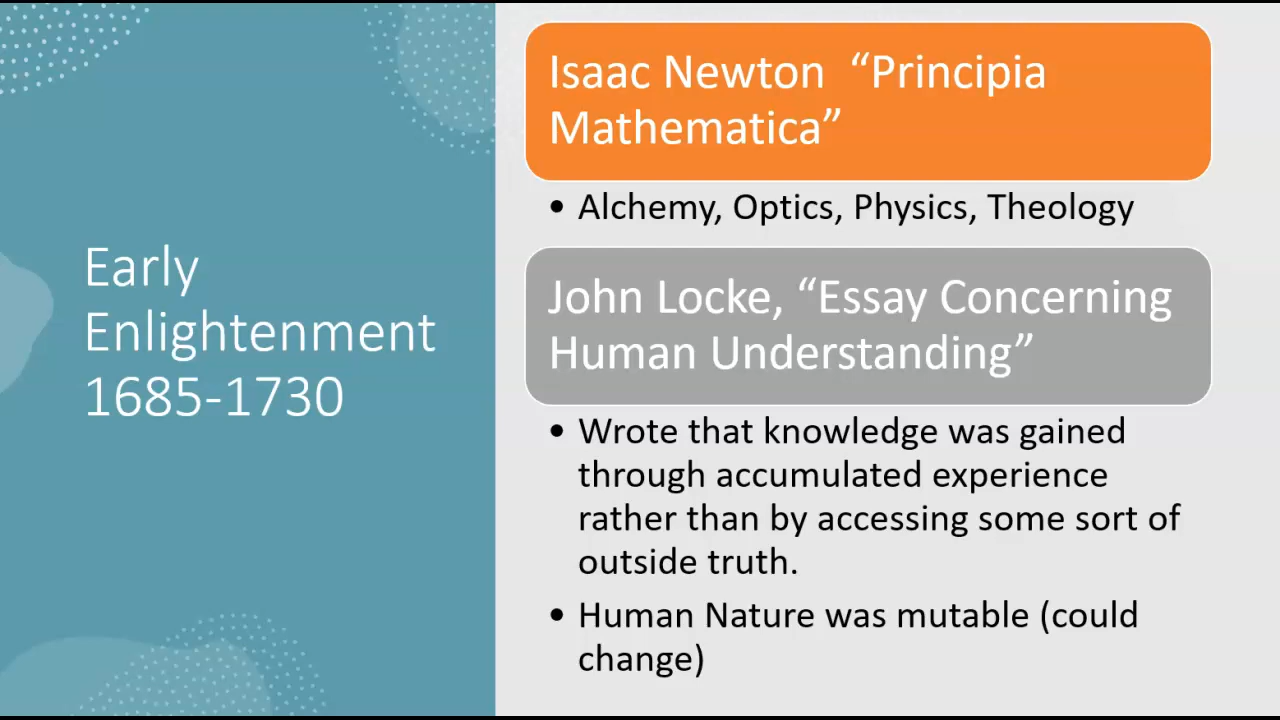 Early
Enlightenment
1685-1730
Isaac Newton “Principia
Mathematica”
• Alchemy, Optics, Physics, Theology
John Locke, “Essay Concerning
Human Understanding”
• Wrote that knowledge was gained
through accumulated experience
rather than by accessing some sort of
outside truth.
• Human Nature was mutable (could
change)